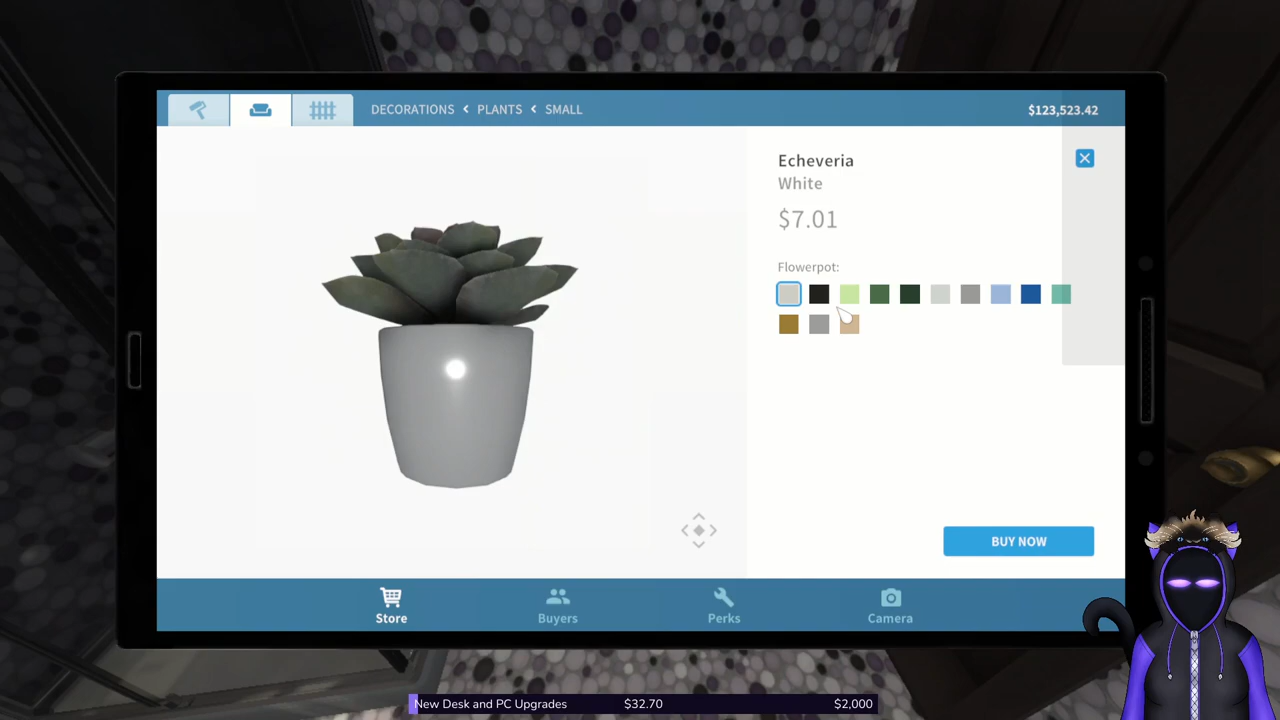 DECORATIONS < PLANTS < SMALL
$123,523.42
Echeveria
White
$7.01
Flowerpot:
BUY NOW
Store
Buyers
Perks
Camera
New Desk and PC Upgrades $32.70 $2,000